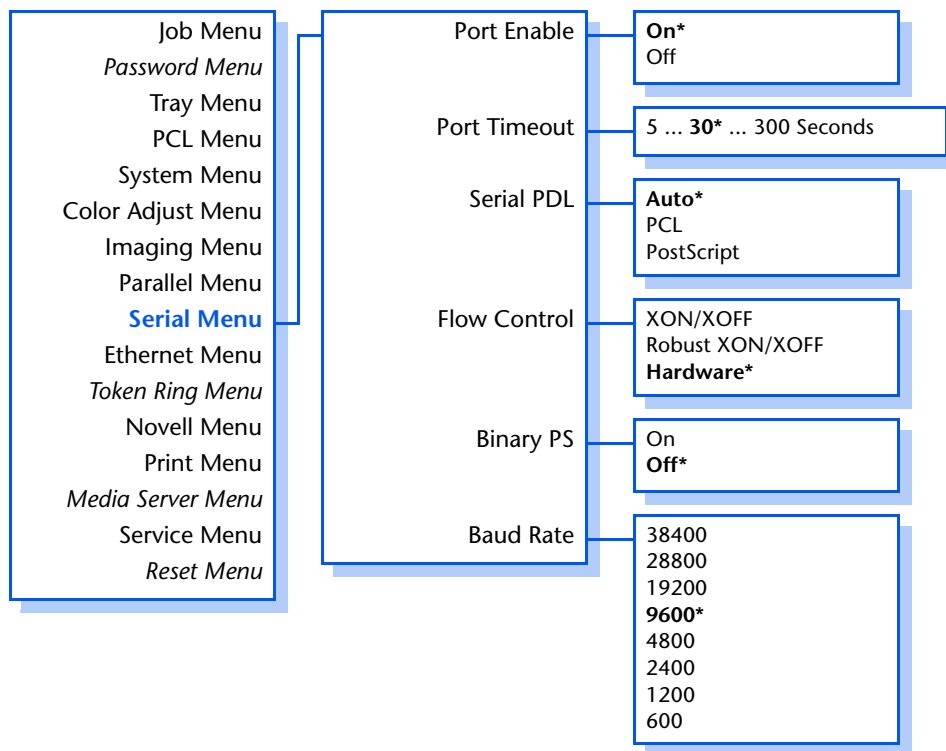 Job Menu
Password Menu
Tray Menu
PCL Menu
System Menu
Color Adjust Menu
Imaging Menu
Parallel Menu
Serial Menu
Ethernet Menu
Token Ring Menu
Novell Menu
Print Menu
Media Server Menu
Service Menu
Reset Menu
Port Enable
On*
Off
Port Timeout
5 ... 30* ... 300 Seconds
Serial PDL
Auto*
PCL
PostScript
Flow Control
XON/XOFF
Robust XON/XOFF
Hardware*
Binary PS
On
Off*
Baud Rate
38400
28800
19200
9600*
4800
2400
1200
600